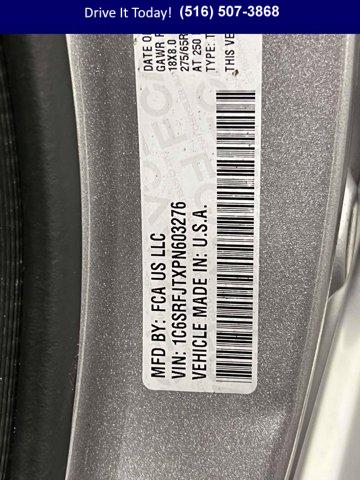 Drive It Today! (516) 507-3868
DATE O
GAWR F
18X8.0
275/65R
AT 250
TYPE: T
THIS VE
MFD BY: FCA US LLC
VIN: 1C6SRFJTXPN603276
VEHICLE MADE IN: U.S.A.